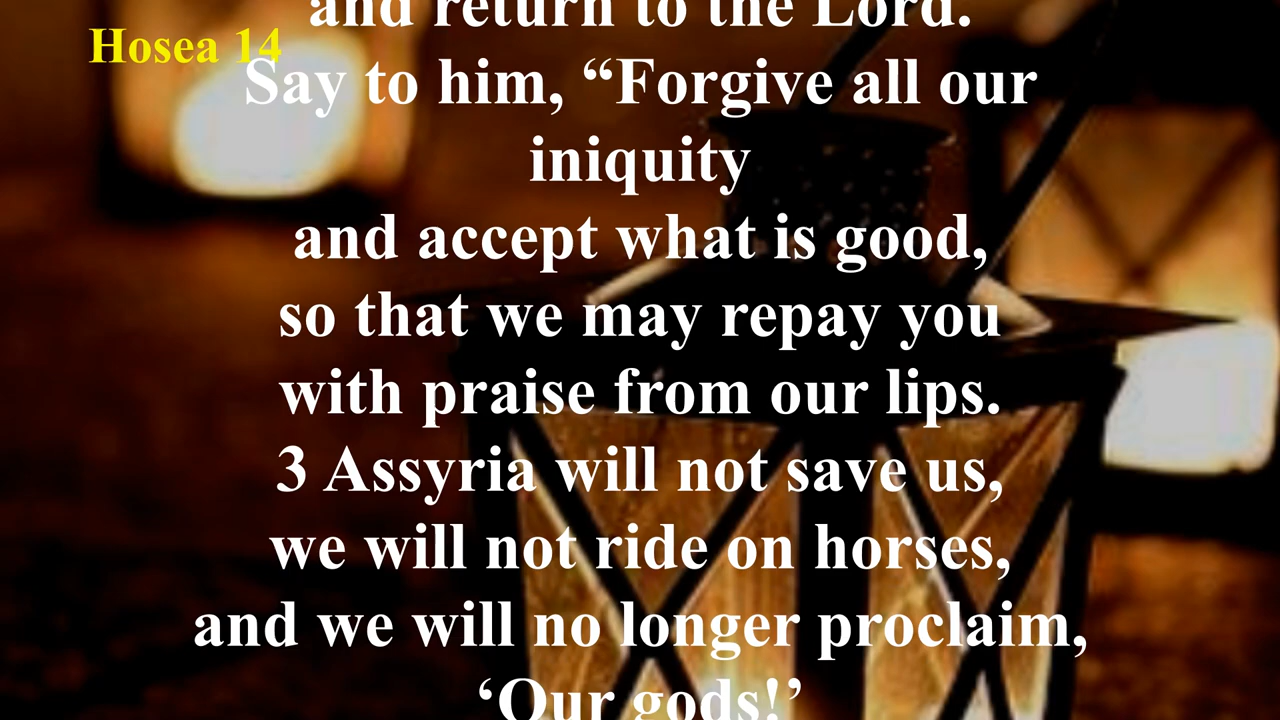 and return to the Lord.
Hosea 14
Say to him, “Forgive all our
iniquity
and accept what is good,
so that we may repay you
with praise from our lips.
3 Assyria will not save us,
we will not ride on horses,
and we will no longer proclaim,
‘Our gods!’